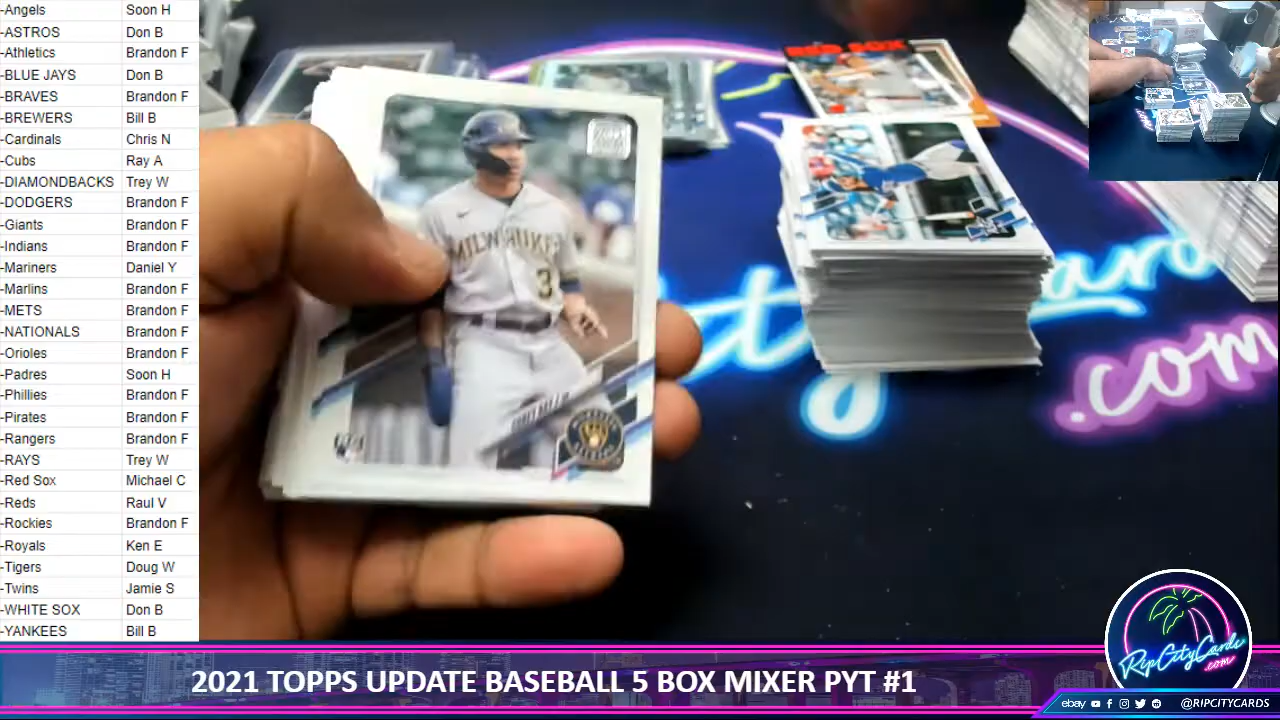 -Angels Soon H
-ASTROS Don B
-Athletics Brandon F
-BLUE JAYS Don B
-BRAVES Brandon F
-BREWERS Bill B
-Cardinals Chris N
-Cubs Ray A
-DIAMONDBACKS Trey W
-DODGERS Brandon F
-Giants Brandon F
-Indians Brandon F
-Mariners Daniel Y
-Marlins Brandon F
-METS Brandon F
-NATIONALS Brandon F
-Orioles Brandon F
-Padres Soon H
-Phillies Brandon F
-Pirates Brandon F
-Rangers Brandon F
-RAYS Trey W
-Red Sox Michael C
-Reds Raul V
-Rockies Brandon F
-Royals Ken E
-Tigers Doug W
-Twins Jamie S
-WHITE SOX Don B
-YANKEES Bill B
RED SOX
MILWAUKEE
3
.com
RipCityCards
.com
2021 TOPPS UPDATE BASEBALL 5 BOX MIXER PYT #1
ebay @RIPCITYCARDS